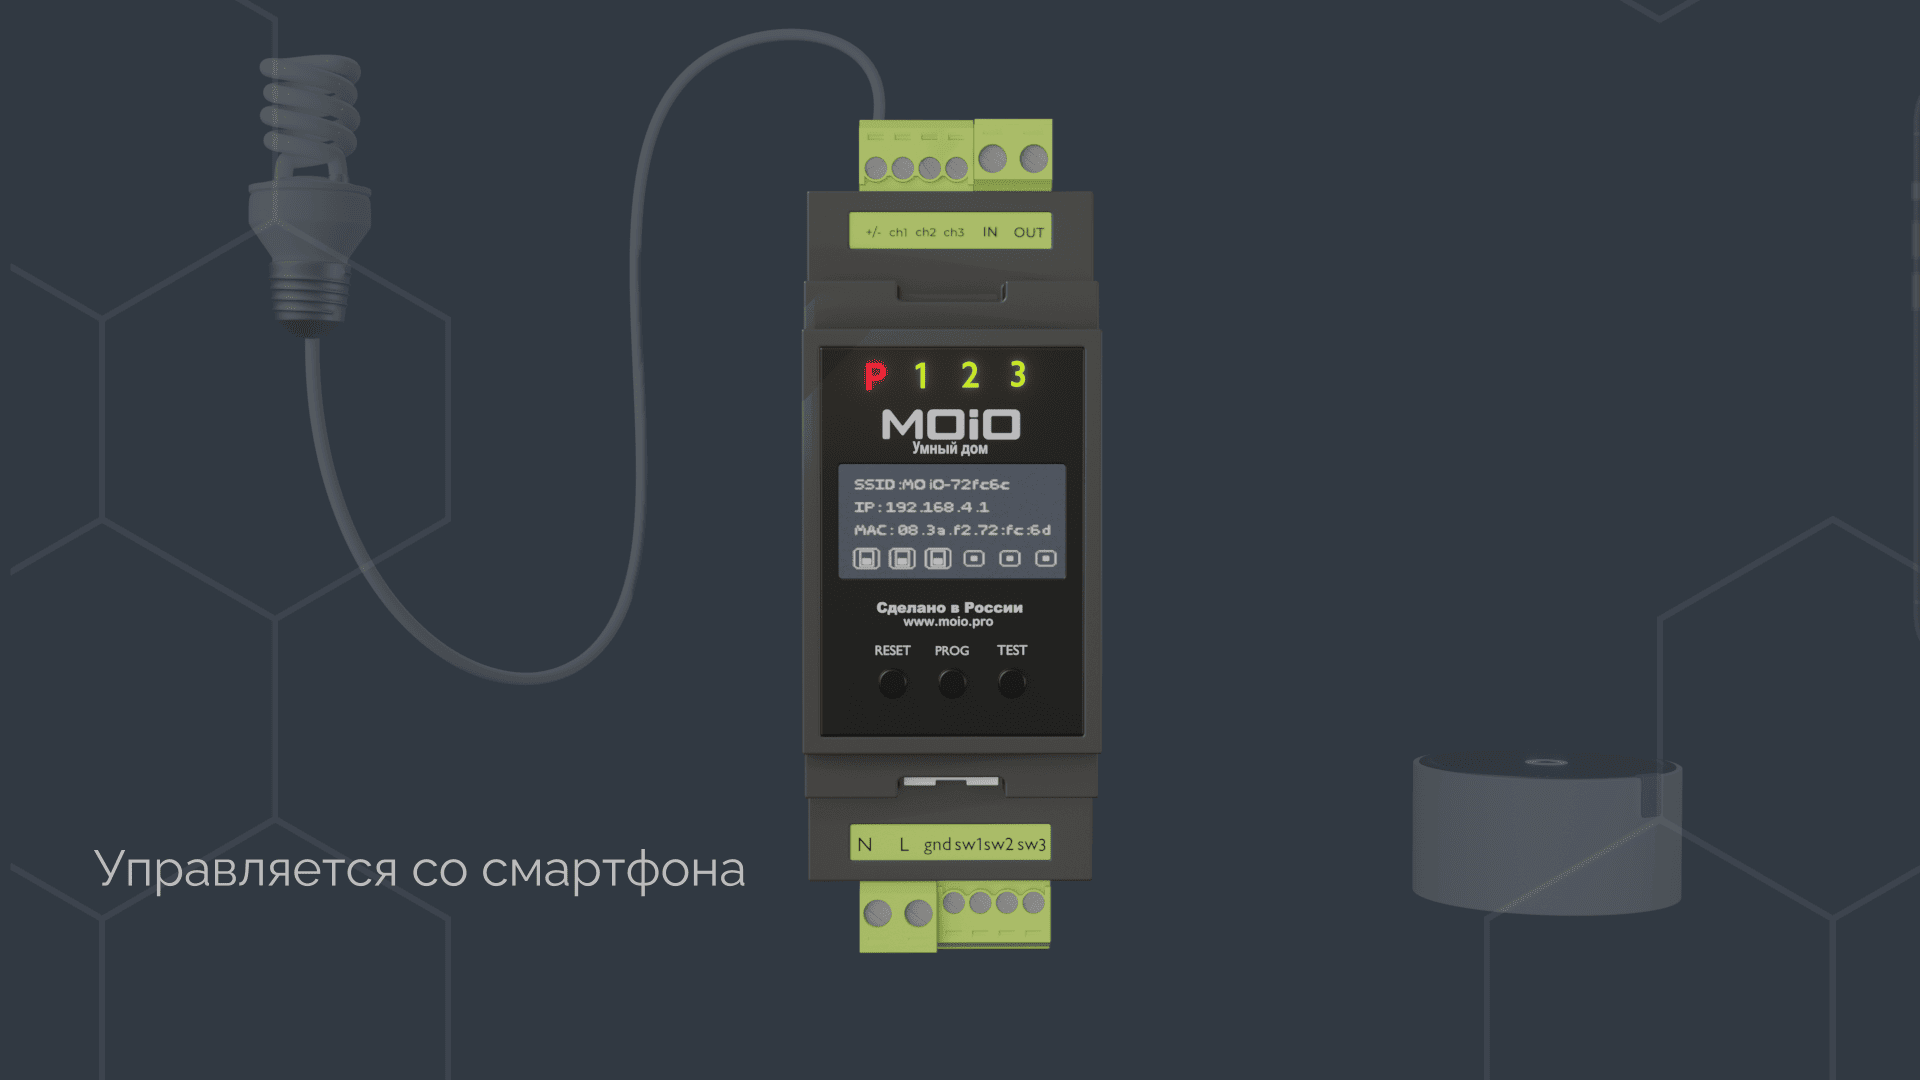 +/- ch1 ch2 ch3 IN OUT
P 1 2 3
MOiO
Умный дом
SSID:MOiO-72fc6c
IP:192.168.4.1
MAC:08.3a.f2.72:fc:6d
Сделано в России
www.moio.pro
RESET PROG TEST
N L gnd sw1 sw2 sw3
Управляется со смартфона